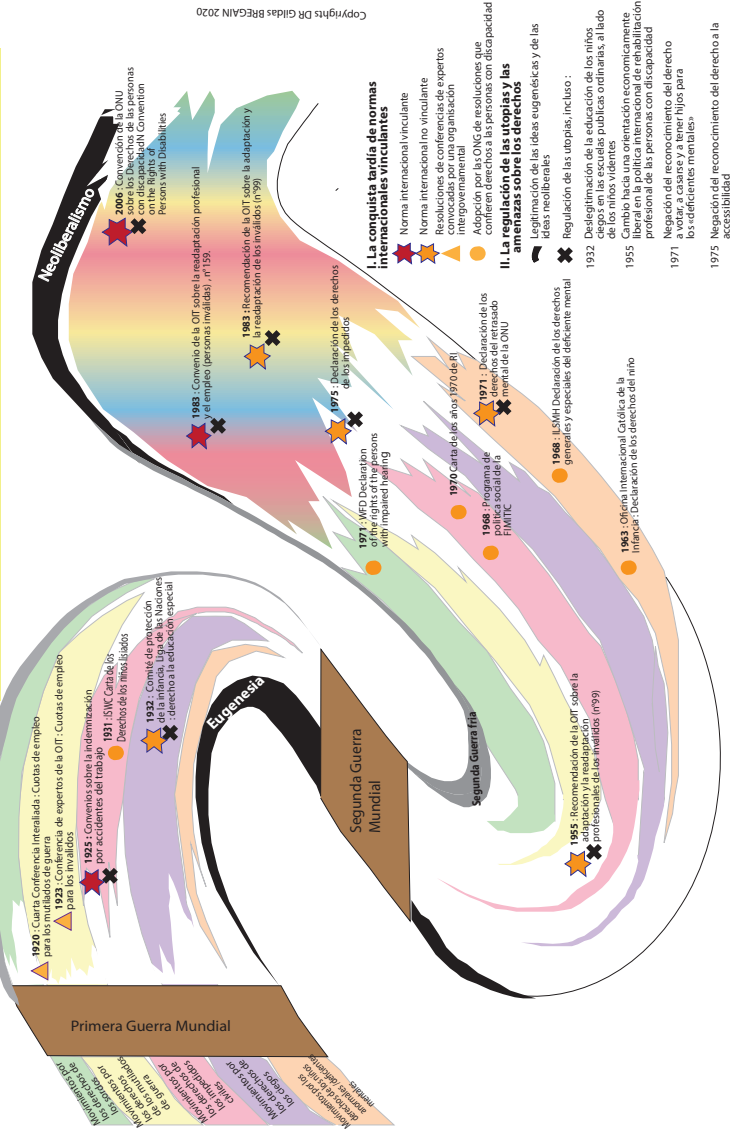 Movimientos por
los derechos de
los sordos
Movimientos por
los derechos
de los mutilados
de guerra
Movimientos por
los derechos de
los impedidos
civiles
Movimientos por
los derechos de
los ciegos
Movimientos por los
derechos de los niños
anormales (deficientes
mentales)
Primera Guerra Mundial
1920 : Cuarta Conferencia Interaliada : Cuotas de empleo
para los mutilados de guerra
1923 : Conferencia de expertos de la OIT : Cuotas de empleo
para los invalidos
1925 : Convenios sobre la indemnización
por accidentes del trabajo
1931 : ISWC Carta de los
Derechos de los niños lisiados
1932 : Comité de protección
de la infancia, Liga de las Naciones
: derecho a la educación especial
Eugenesia
Segunda Guerra
Mundial
Segunda Guerra fria
1955 : Recomendación de la OIT sobre la
adaptación y la readaptación
profesionales de los inválidos (nº99)
1963 : Oficina Internacional Católica de la
Infancia : Declaración de los derechos del niño
1968 : ILSMH Declaración de los derechos
generales y especiales del deficiente mental
1968 : Programa de
politica social de la
FIMITIC
1970 Carta de los años 1970 de RI
1971 : WFD Declaration
of the rights of the persons
with impaired hearing
1971 : Declaración de los
derechos del retrasado
mental de la ONU
1975 : Declaración de los derechos
de los impedidos
1983 : Convenio de la OIT sobre la readaptación profesional
y el empleo (personas inválidas) , nº159.
1983 : Recomendación de la OIT sobre la adaptación y
la readaptación de los inválidos (nº99)
Neoliberalismo
2006 : Convención de la ONU
sobre los Derechos de las personas
con discapacidadN Convention
on the Rights of
Persons with Disabilities
I. La conquista tardía de normas
internacionales vinculantes
Norma internacional vinculante
Norma internacional no vinculante
Resoluciones de conferencias de expertos
convocadas por una organisación
intergovernamental
Adopción por las ONG de resoluciones que
confieren derechos a las personas con discapacidad
II. La regulación de las utopias y las
amenazas sobre los derechos
Legitimación de las ideas eugenésicas y de las
ideas neoliberales
Regulación de las utopias, incluso :
1932 Deslegitimación de la educación de los niños
ciegos en las escuelas publicas ordinarias, al lado
de los niños videntes
1955 Cambio hacia una orientación economicamente
liberal en la política internacional de rehabilitación
profesional de las personas con discapacidad
1971 Negación del reconocimiento del derecho
a votar, a casarse y a tener hijos para
los «deficientes mentales»
1975 Negación del reconocimiento del derecho a la
accessibilidad
Copyrights DR Gildas BREGAIN 2020